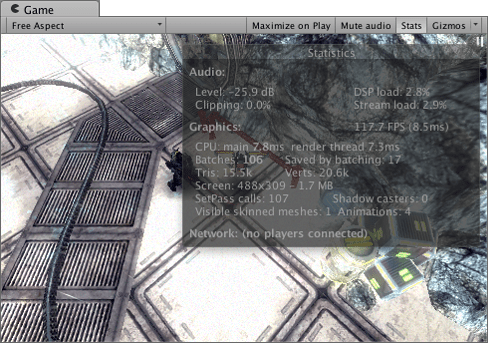 Game
Free Aspect
Maximize on Play Mute audio Stats Gizmos
Statistics
Audio:
Level: -25.9 dB DSP load: 2.8%
Clipping: 0.0% Stream load: 2.9%
Graphics: 117.7 FPS (8.5ms)
CPU: main 7.8ms render thread 7.3ms
Batches: 106 Saved by batching: 17
Tris: 15.5k Verts: 20.6k
Screen: 488x309 - 1.7 MB
SetPass calls: 107 Shadow casters: 0
Visible skinned meshes: 1 Animations: 4
Network: (no players connected)